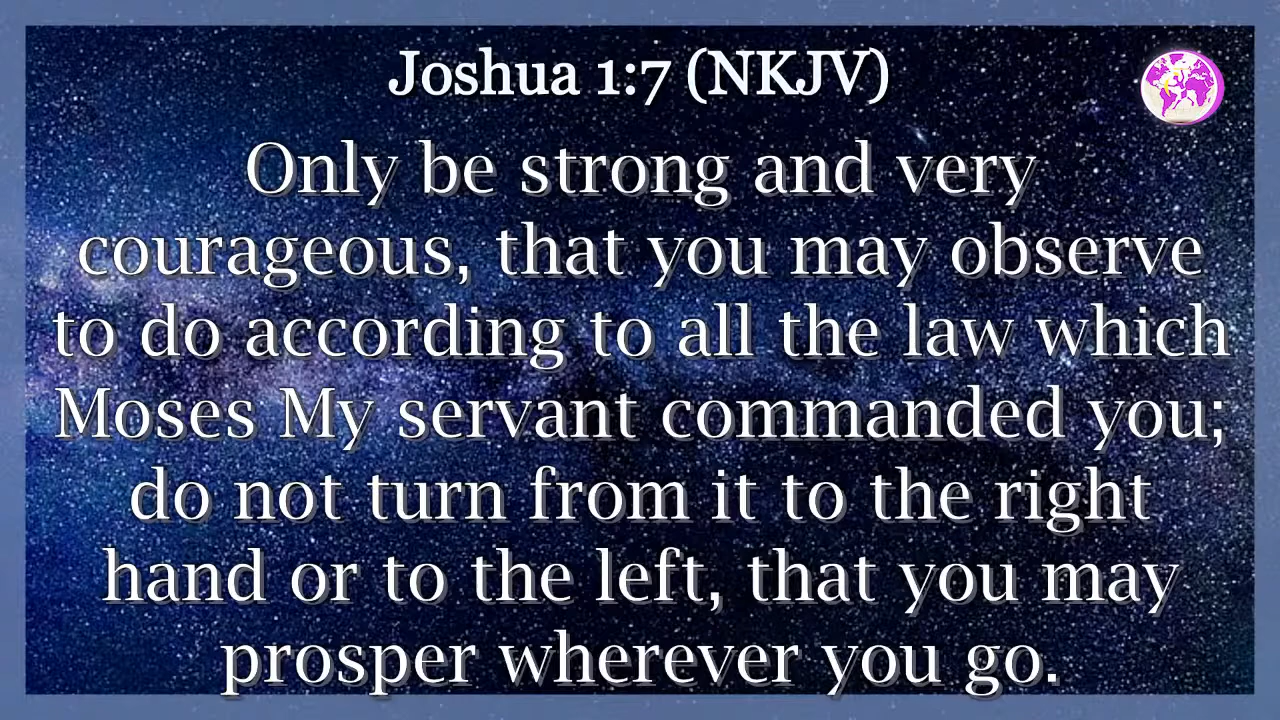 Joshua 1:7 (NKJV)
Only be strong and very
courageous, that you may observe
to do according to all the law which
Moses My servant commanded you;
do not turn from it to the right
hand or to the left, that you may
prosper wherever you go.